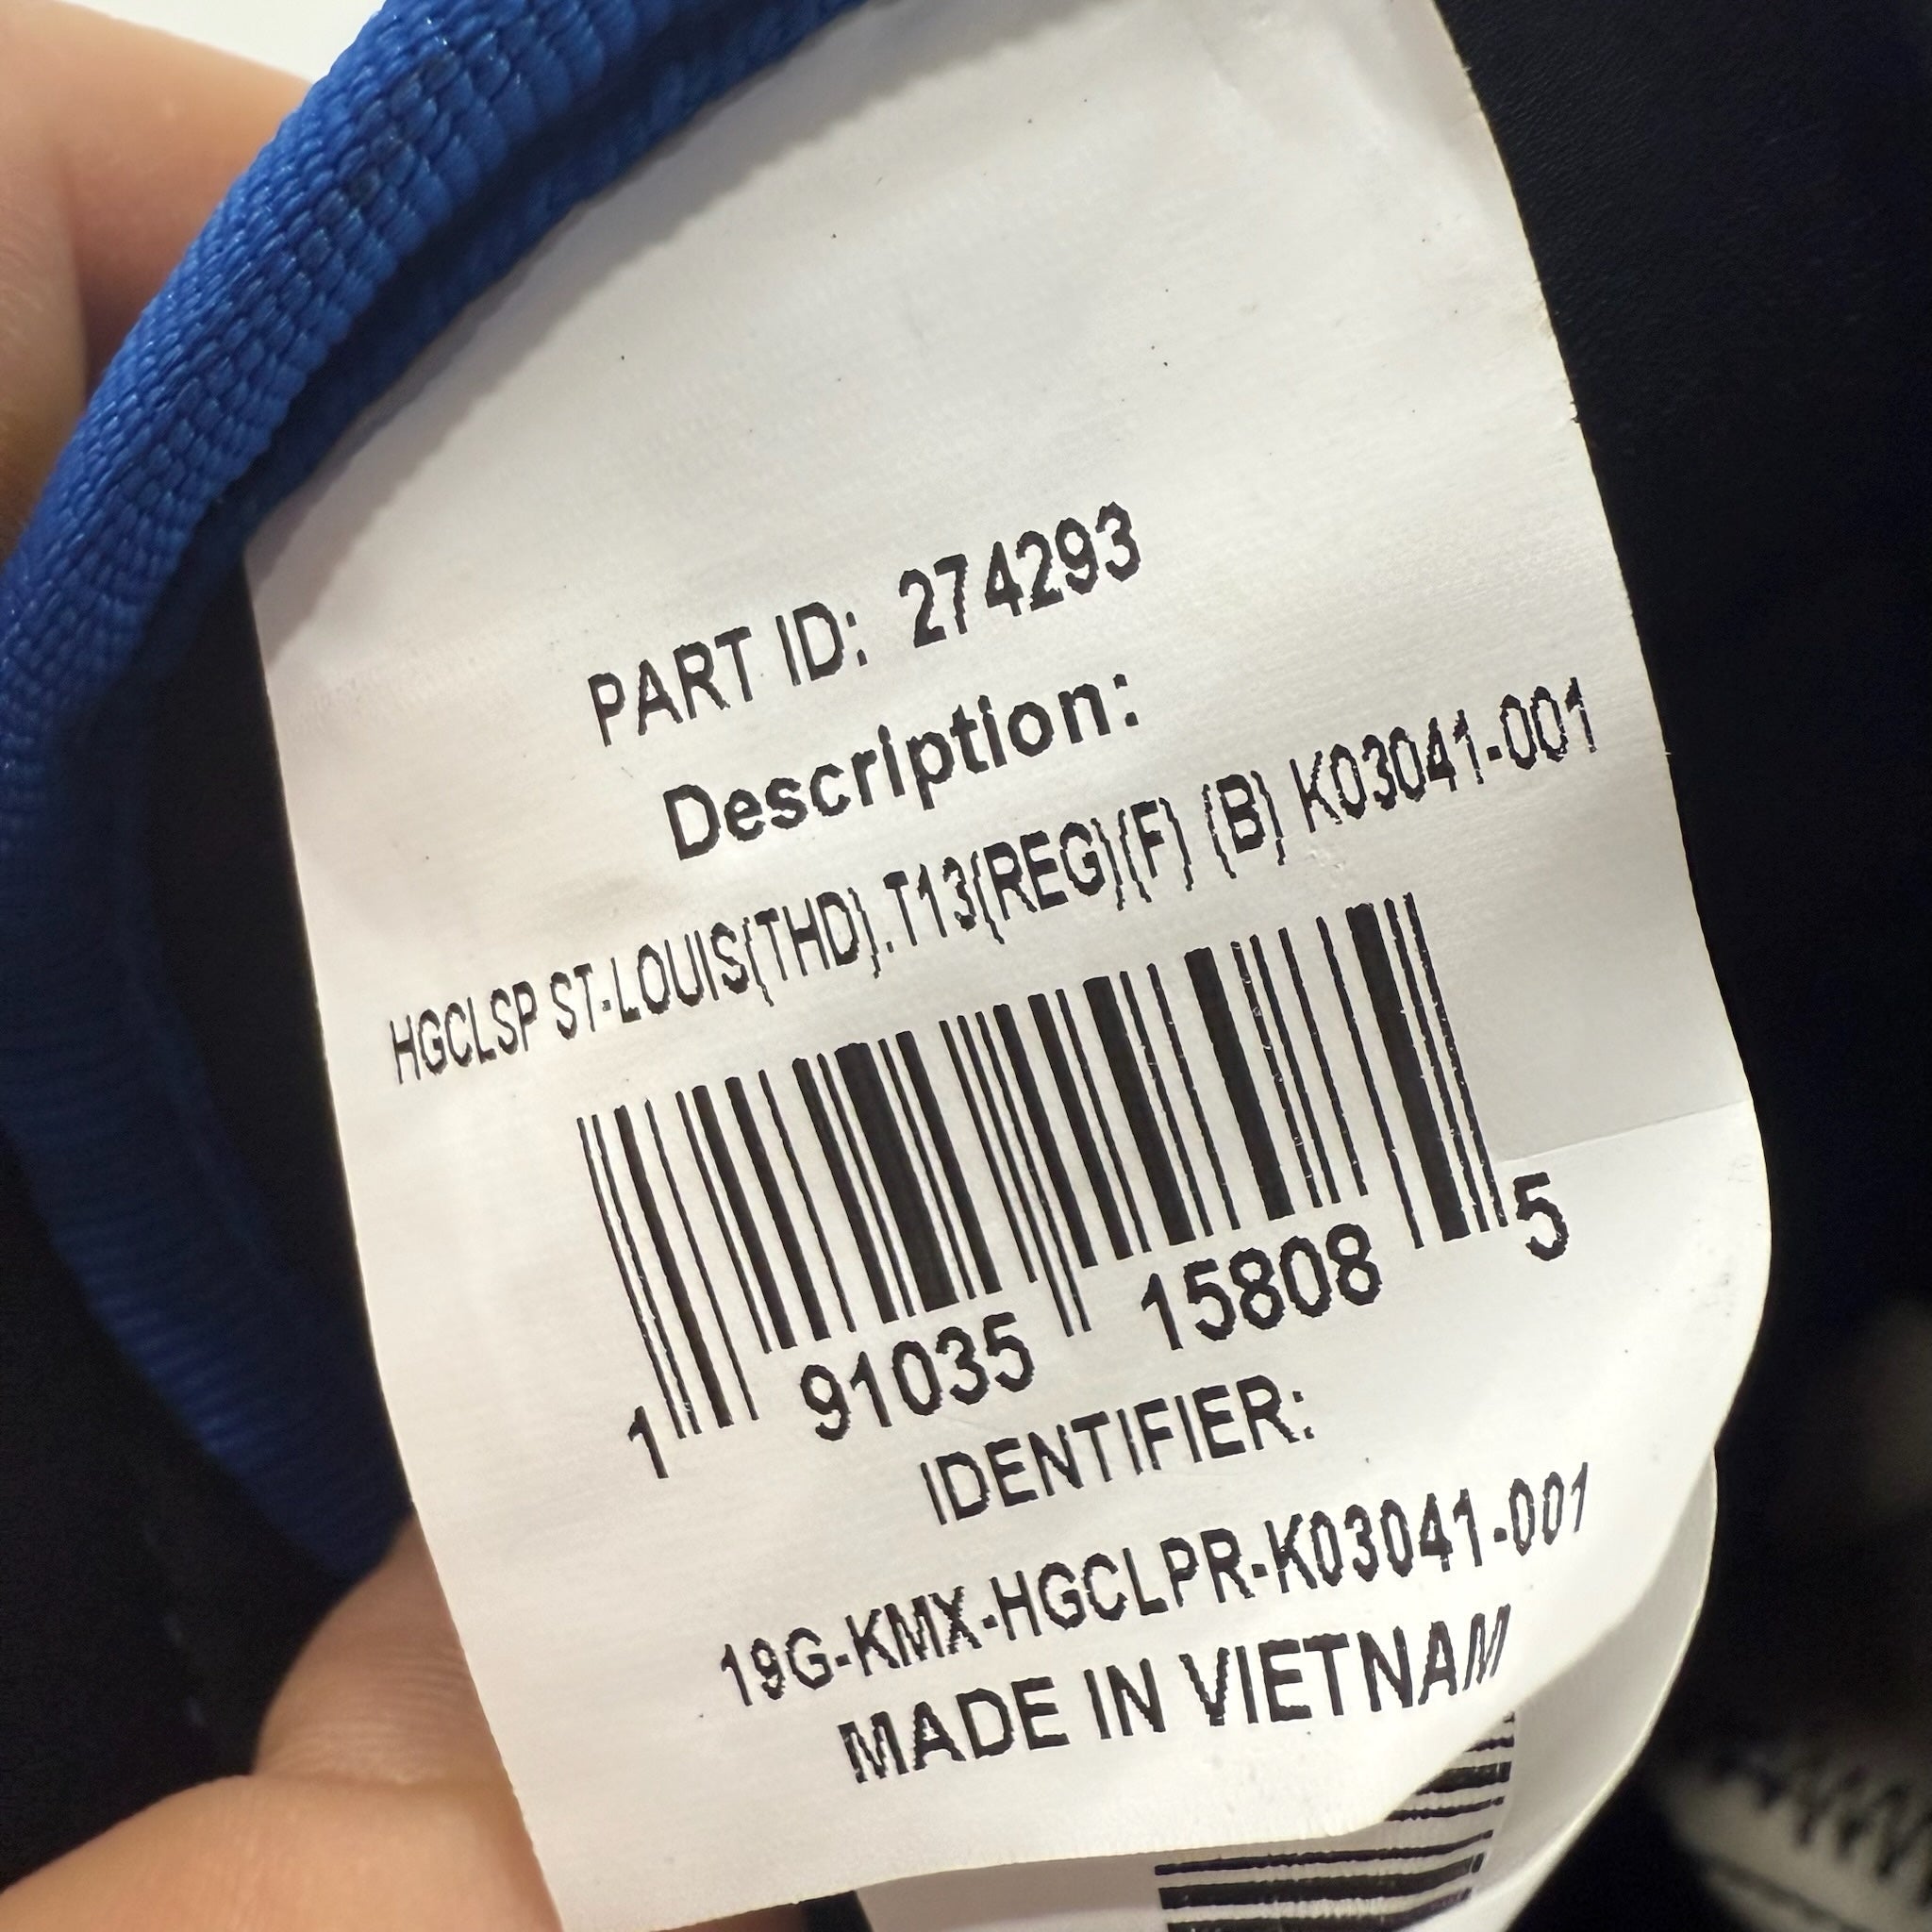 PART ID: 274293
Description:
HGCLSP ST-LOUIS(THD).T13(REG)(F) (B) K03041-001
1 91035 15808 5
IDENTIFIER:
19G-KMX-HGCLPR-K03041-001
MADE IN VIETNAM